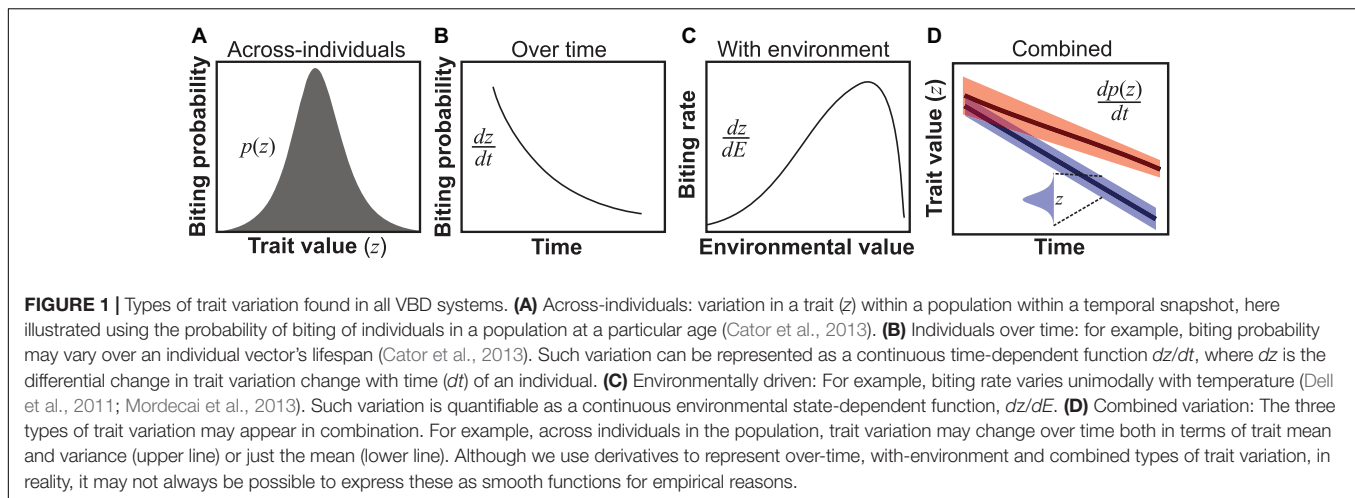 A
Across-individuals
Biting probability
p(z)
Trait value (z)
B
Over time
Biting probability
dz
dt
Time
C
With environment
Biting rate
dz
dE
Environmental value
D
Combined
Trait value (z)
dp(z)
dt
z
Time
FIGURE 1 | Types of trait variation found in all VBD systems. (A) Across-individuals: variation in a trait (z) within a population within a temporal snapshot, here
illustrated using the probability of biting of individuals in a population at a particular age (Cator et al., 2013). (B) Individuals over time: for example, biting probability
may vary over an individual vector's lifespan (Cator et al., 2013). Such variation can be represented as a continuous time-dependent function dz/dt, where dz is the
differential change in trait variation change with time (dt) of an individual. (C) Environmentally driven: For example, biting rate varies unimodally with temperature (Dell
et al., 2011; Mordecai et al., 2013). Such variation is quantifiable as a continuous environmental state-dependent function, dz/dE. (D) Combined variation: The three
types of trait variation may appear in combination. For example, across individuals in the population, trait variation may change over time both in terms of trait mean
and variance (upper line) or just the mean (lower line). Although we use derivatives to represent over-time, with-environment and combined types of trait variation, in
reality, it may not always be possible to express these as smooth functions for empirical reasons.